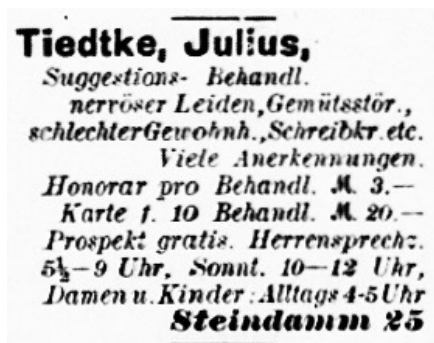 Tiedtke, Julius,
Suggestions- Behandl.
nervöser Leiden, Gemütsstör.,
schlechter Gewohnh., Schreibkr. etc.
Viele Anerkennungen.
Honorar pro Behandl. M. 3.—
Karte f. 10 Behandl. M. 20.—
Prospekt gratis. Herrensprechz.
5½—9 Uhr, Sonnt. 10—12 Uhr,
Damen u. Kinder: Alltags 4-5 Uhr
Steindamm 25